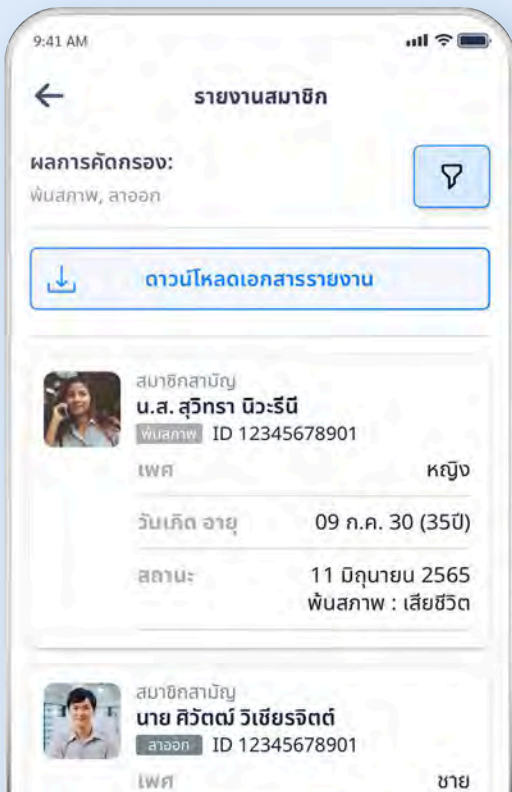 9:41 AM
รายงานสมาชิก
ผลการคัดกรอง:
พ้นสภาพ, ลาออก
ดาวน์โหลดเอกสารรายงาน
สมาชิกสามัญ
น.ส. สุวิทรา นิวะรีนี
พ้นสภาพ ID 12345678901
เพศ หญิง
วันเกิด อายุ 09 ก.ค. 30 (35ปี)
สถานะ 11 มิถุนายน 2565
พ้นสภาพ : เสียชีวิต
สมาชิกสามัญ
นาย ศิวัตฒ์ วิเชียรจิตต์
ลาออก ID 12345678901
เพศ ชาย